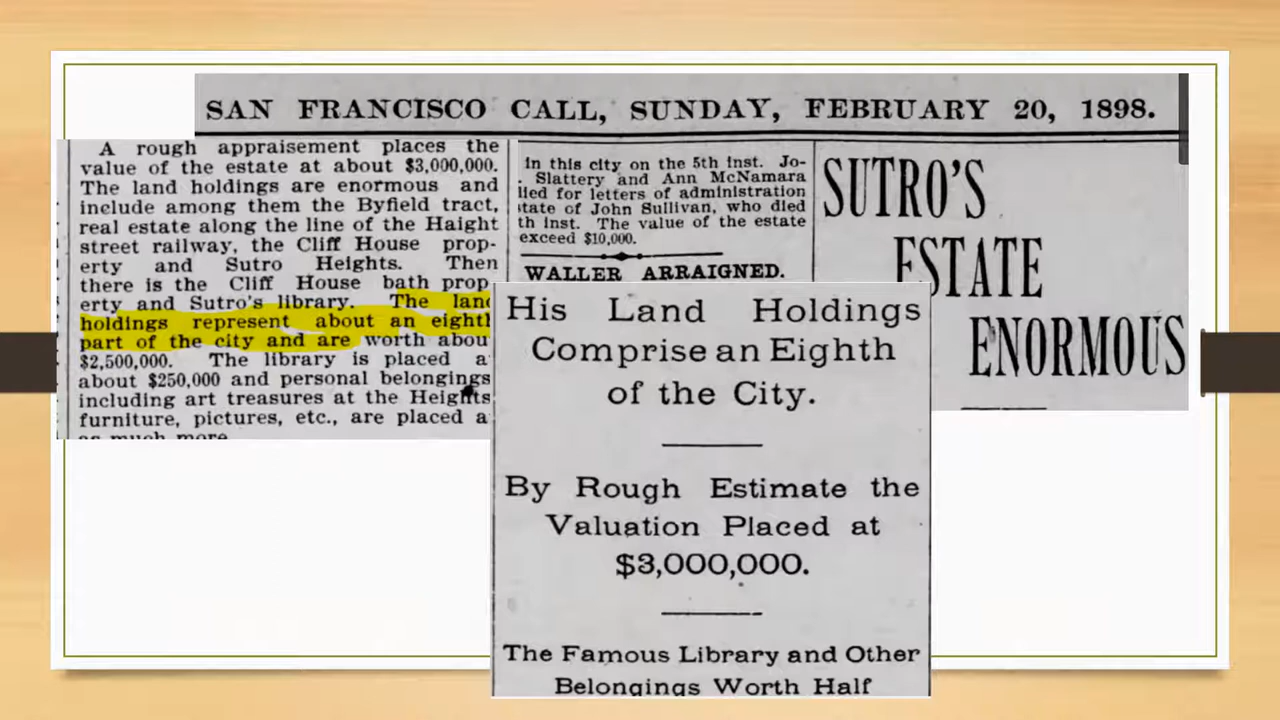 SAN FRANCISCO CALL, SUNDAY, FEBRUARY 20, 1898.
A rough appraisement places the
value of the estate at about $3,000,000.
The land holdings are enormous and
include among them the Byfield tract,
real estate along the line of the Haight
street railway, the Cliff House prop-
erty and Sutro Heights. Then
there is the Cliff House bath prop
erty and Sutro's library. The land
holdings represent about an eighth
part of the city and are worth abou
$2,500,000. The library is placed a
about $250,000 and personal belongings
including art treasures at the Heights
furniture, pictures, etc., are placed a
as much more
In this city on the 5th inst. Jo-
. Slattery and Ann McNamara
lied for letters of administration
tate of John Sullivan, who died
th inst. The value of the estate
exceed $10,000.
WALLER ARRAIGNED.
SUTRO'S
ESTATE
ENORMOUS
His Land Holdings
Comprise an Eighth
of the City.
By Rough Estimate the
Valuation Placed at
$3,000,000.
The Famous Library and Other
Belongings Worth Half